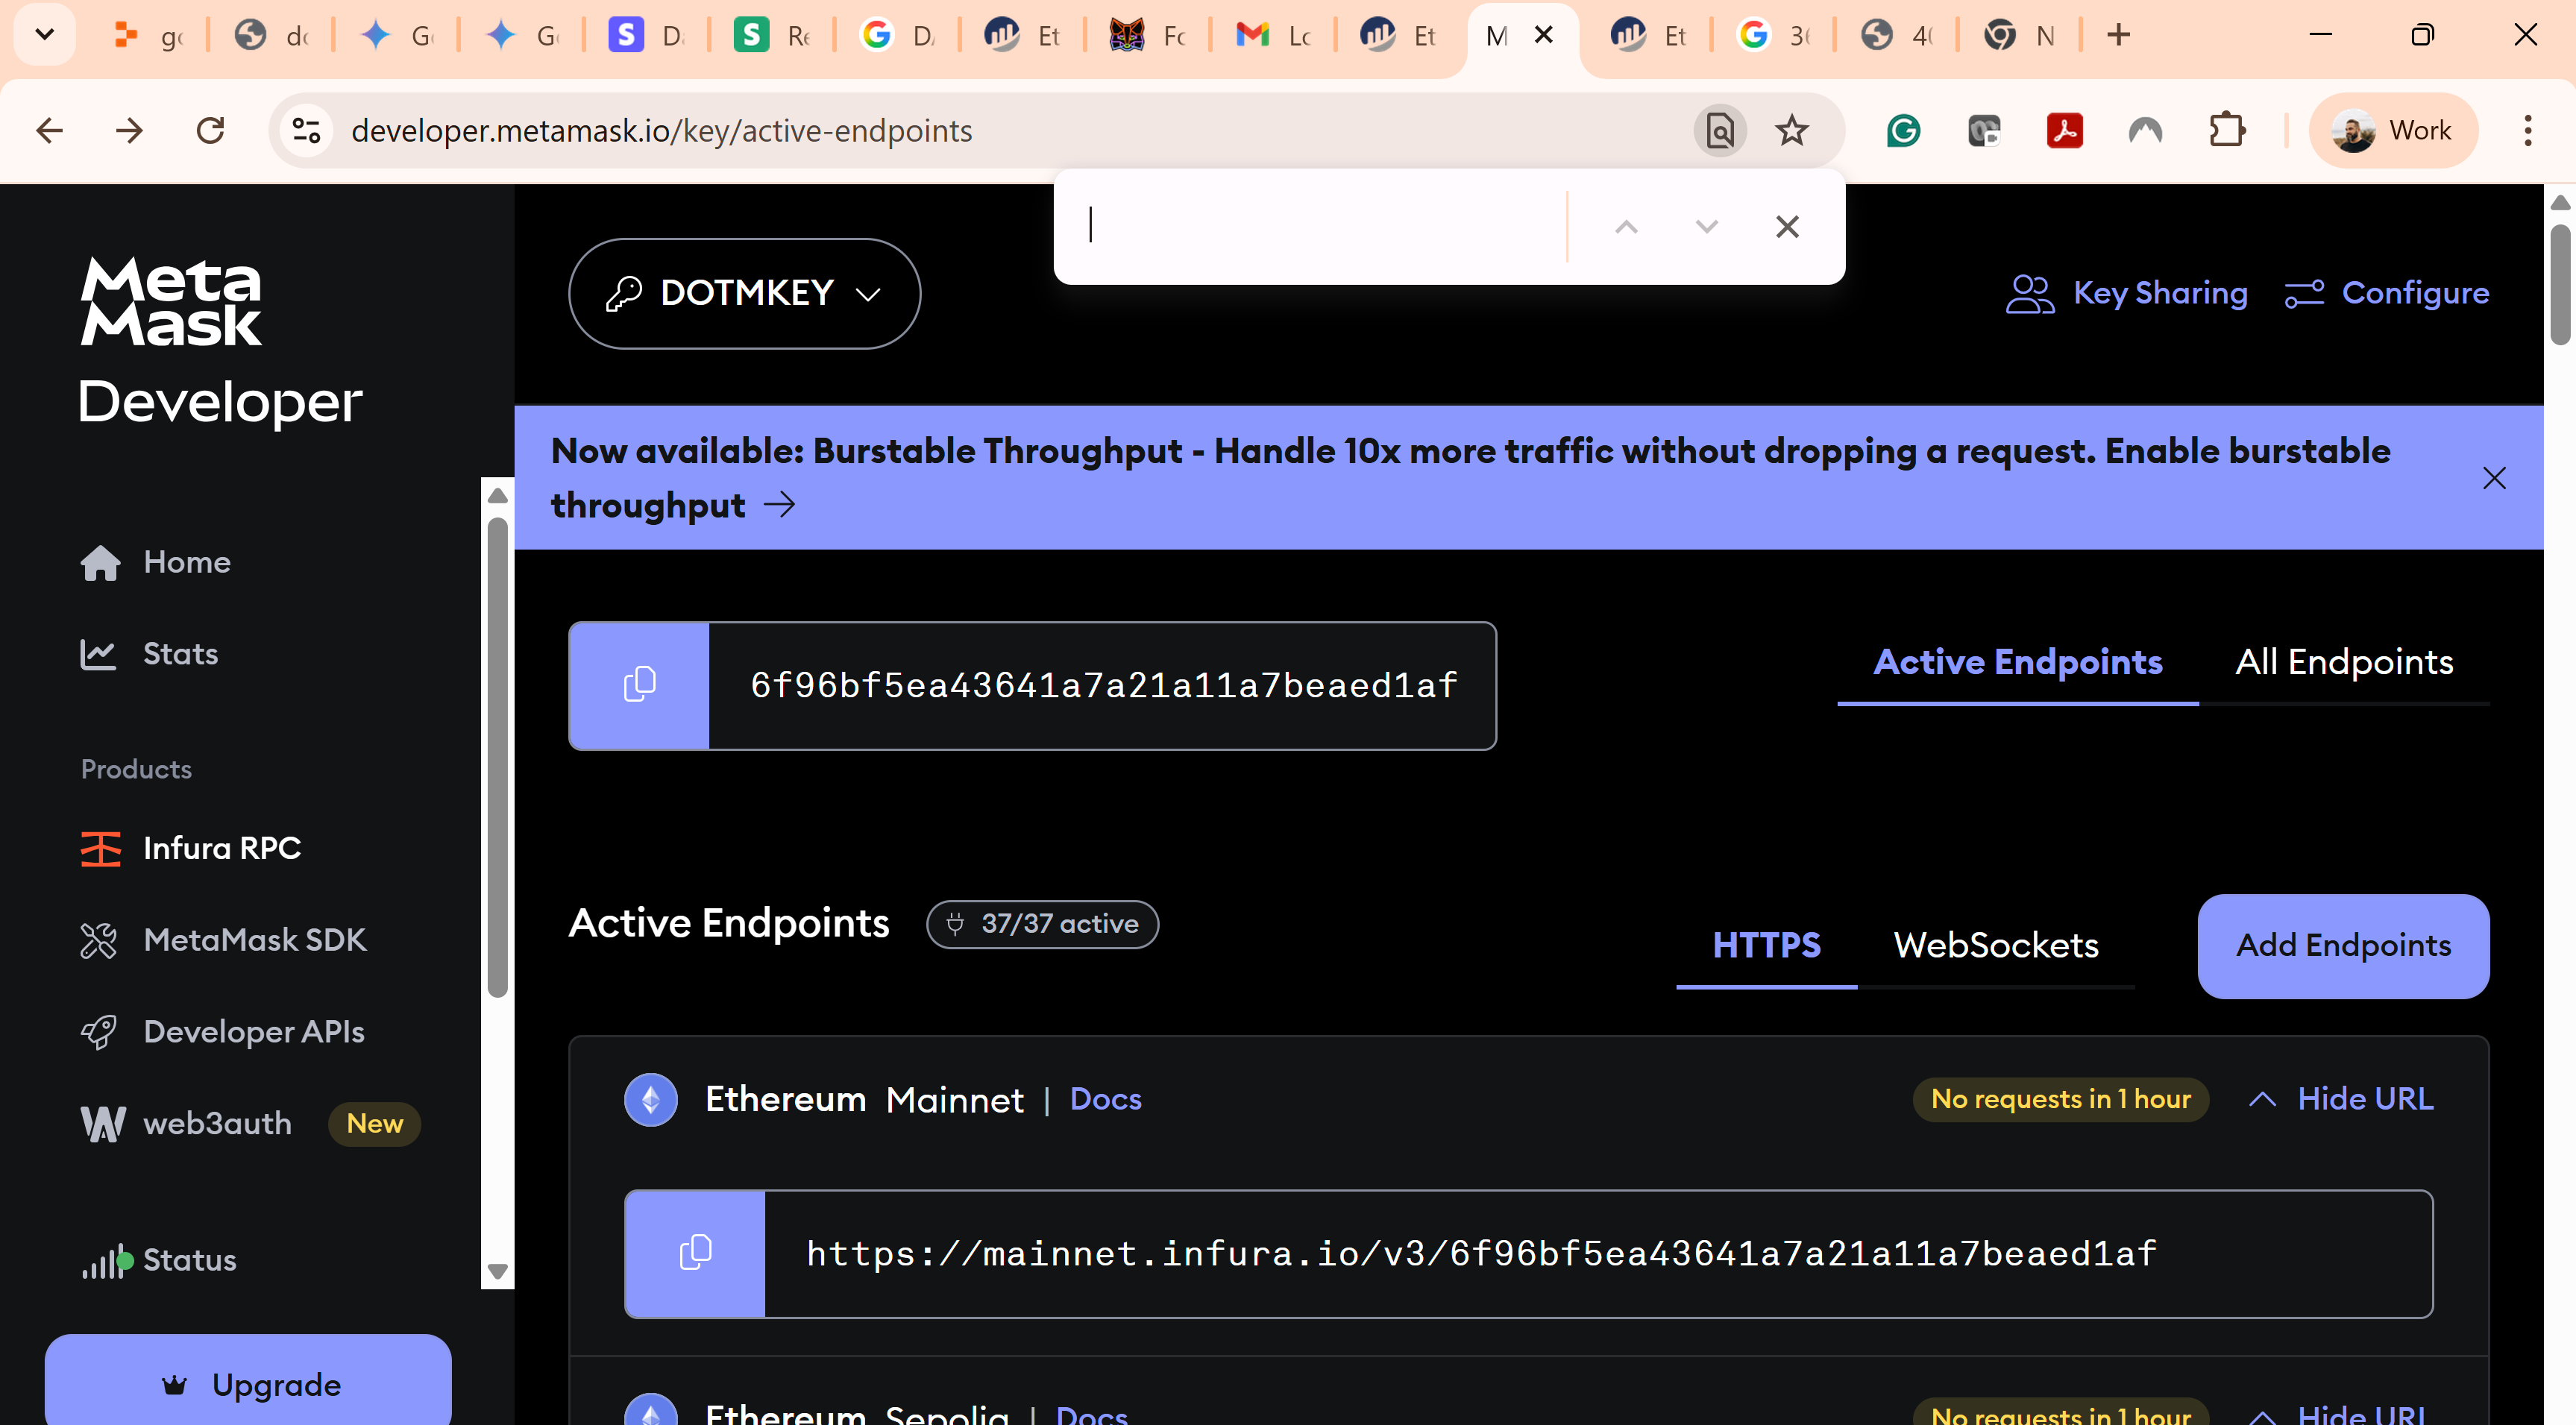 gc
dc
G
G
D
Re
D
Et
Fc
Lc
Et
M
Et
36
40
N
developer.metamask.io/key/active-endpoints
Work
Meta
Mask
Developer
DOTMKEY
Key Sharing
Configure
Now available: Burstable Throughput - Handle 10x more traffic without dropping a request. Enable burstable
throughput →
Home
Stats
Products
Infura RPC
MetaMask SDK
Developer APIs
web3auth New
Status
Upgrade
6f96bf5ea43641a7a21a11a7beaed1af
Active Endpoints
All Endpoints
Active Endpoints
37/37 active
HTTPS
WebSockets
Add Endpoints
Ethereum Mainnet | Docs
No requests in 1 hour
Hide URL
https://mainnet.infura.io/v3/6f96bf5ea43641a7a21a11a7beaed1af
Ethereum Sepolia | Docs
No requests in 1 hour
Hide URL